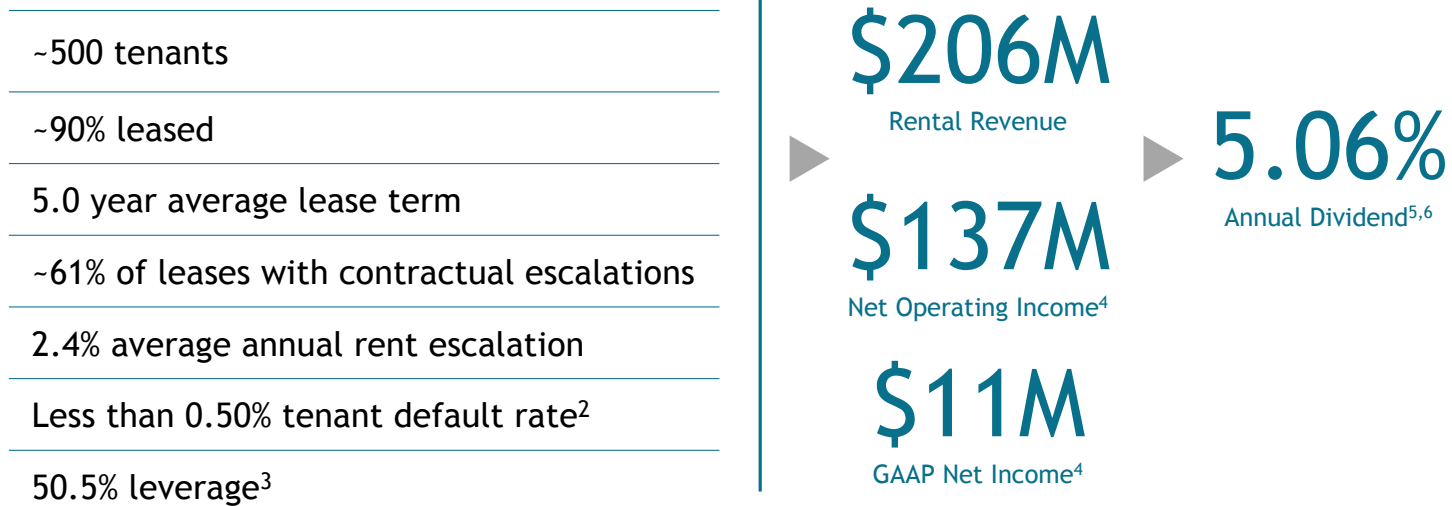 ~500 tenants
~90% leased
5.0 year average lease term
~61% of leases with contractual escalations
2.4% average annual rent escalation
Less than 0.50% tenant default rate2
50.5% leverage3
$206M
Rental Revenue
$137M
Net Operating Income4
$11M
GAAP Net Income4
5.06%
Annual Dividend5,6